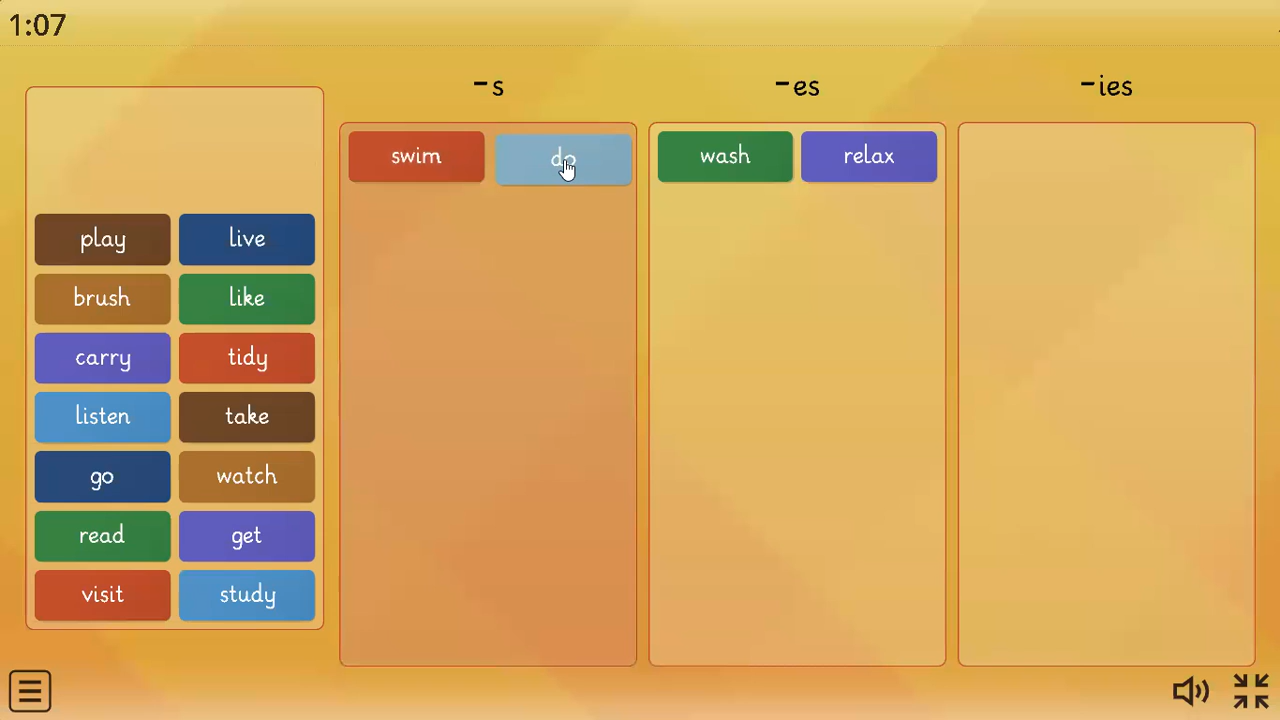 1:07
-s
-es
-ies
swim
do
wash
relax
play
live
brush
like
carry
tidy
listen
take
go
watch
read
get
visit
study